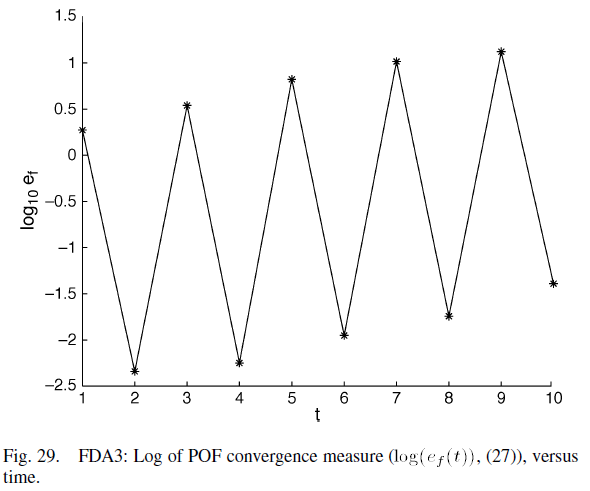 1.5
1
0.5
0
−0.5
−1
−1.5
−2
−2.5
log10 ef
1 2 3 4 5 6 7 8 9 10
t
Fig. 29. FDA3: Log of POF convergence measure (log(ef(t)), (27)), versus
time.